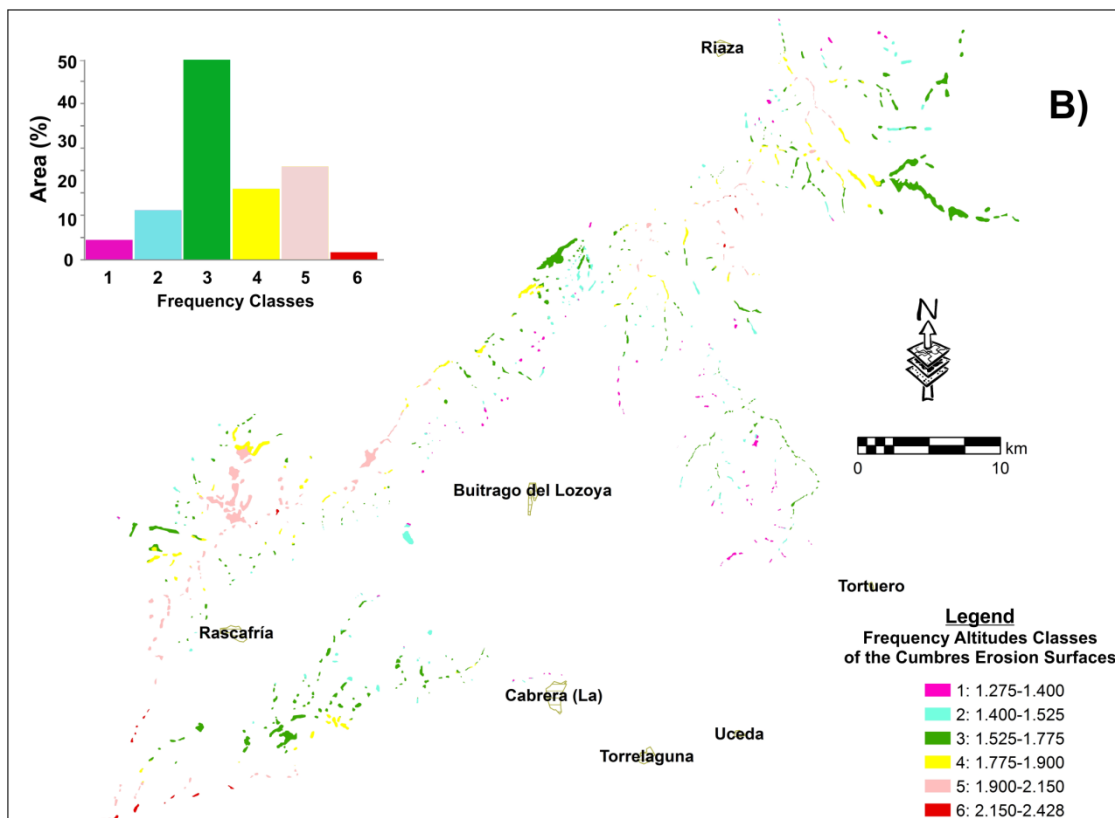 Riaza
B)
Area (%)
50
40
30
20
10
0
1 2 3 4 5 6
Frequency Classes
N
km
0 10
Buitrago del Lozoya
Tortuero
Rascafría
Cabrera (La)
Uceda
Torrelaguna
Legend
Frequency Altitudes Classes
of the Cumbres Erosion Surfaces
1: 1.275-1.400
2: 1.400-1.525
3: 1.525-1.775
4: 1.775-1.900
5: 1.900-2.150
6: 2.150-2.428